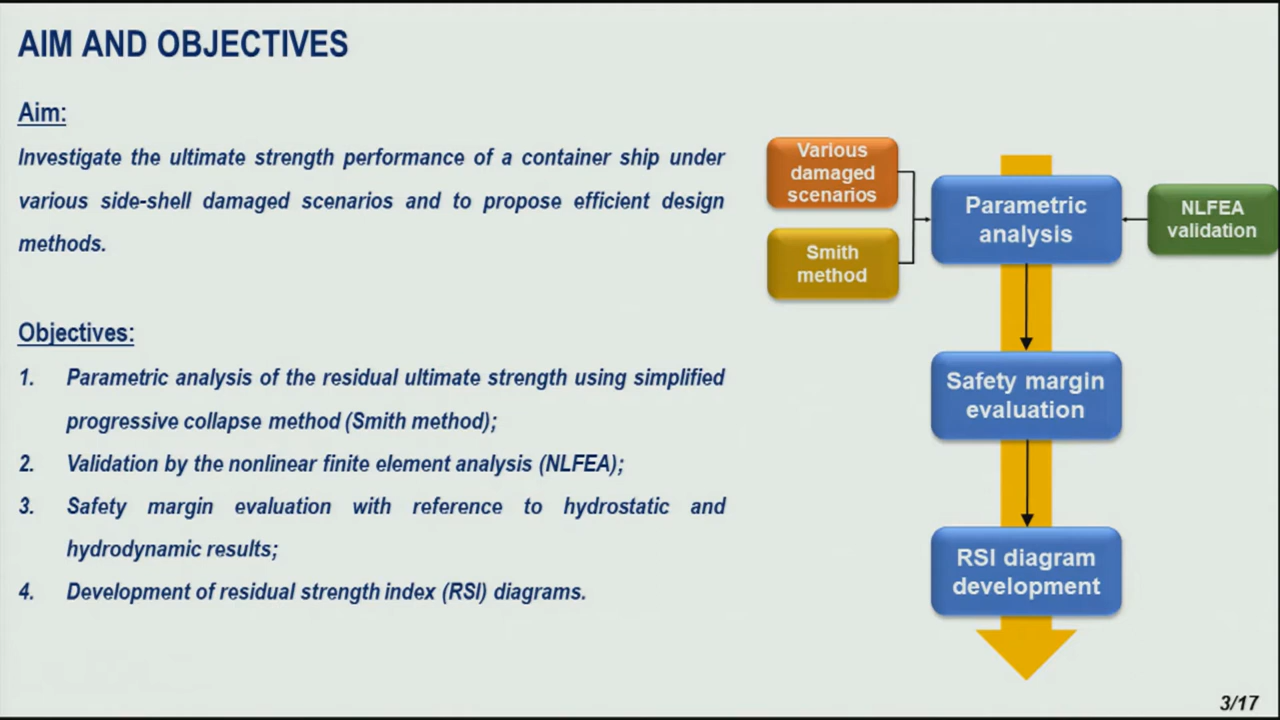 AIM AND OBJECTIVES
Aim:
Investigate the ultimate strength performance of a container ship under
various side-shell damaged scenarios and to propose efficient design
methods.
Objectives:
1. Parametric analysis of the residual ultimate strength using simplified
progressive collapse method (Smith method);
2. Validation by the nonlinear finite element analysis (NLFEA);
3. Safety margin evaluation with reference to hydrostatic and
hydrodynamic results;
4. Development of residual strength index (RSI) diagrams.
Various
damaged
scenarios
Smith
method
Parametric
analysis
NLFEA
validation
Safety margin
evaluation
RSI diagram
development
3/17